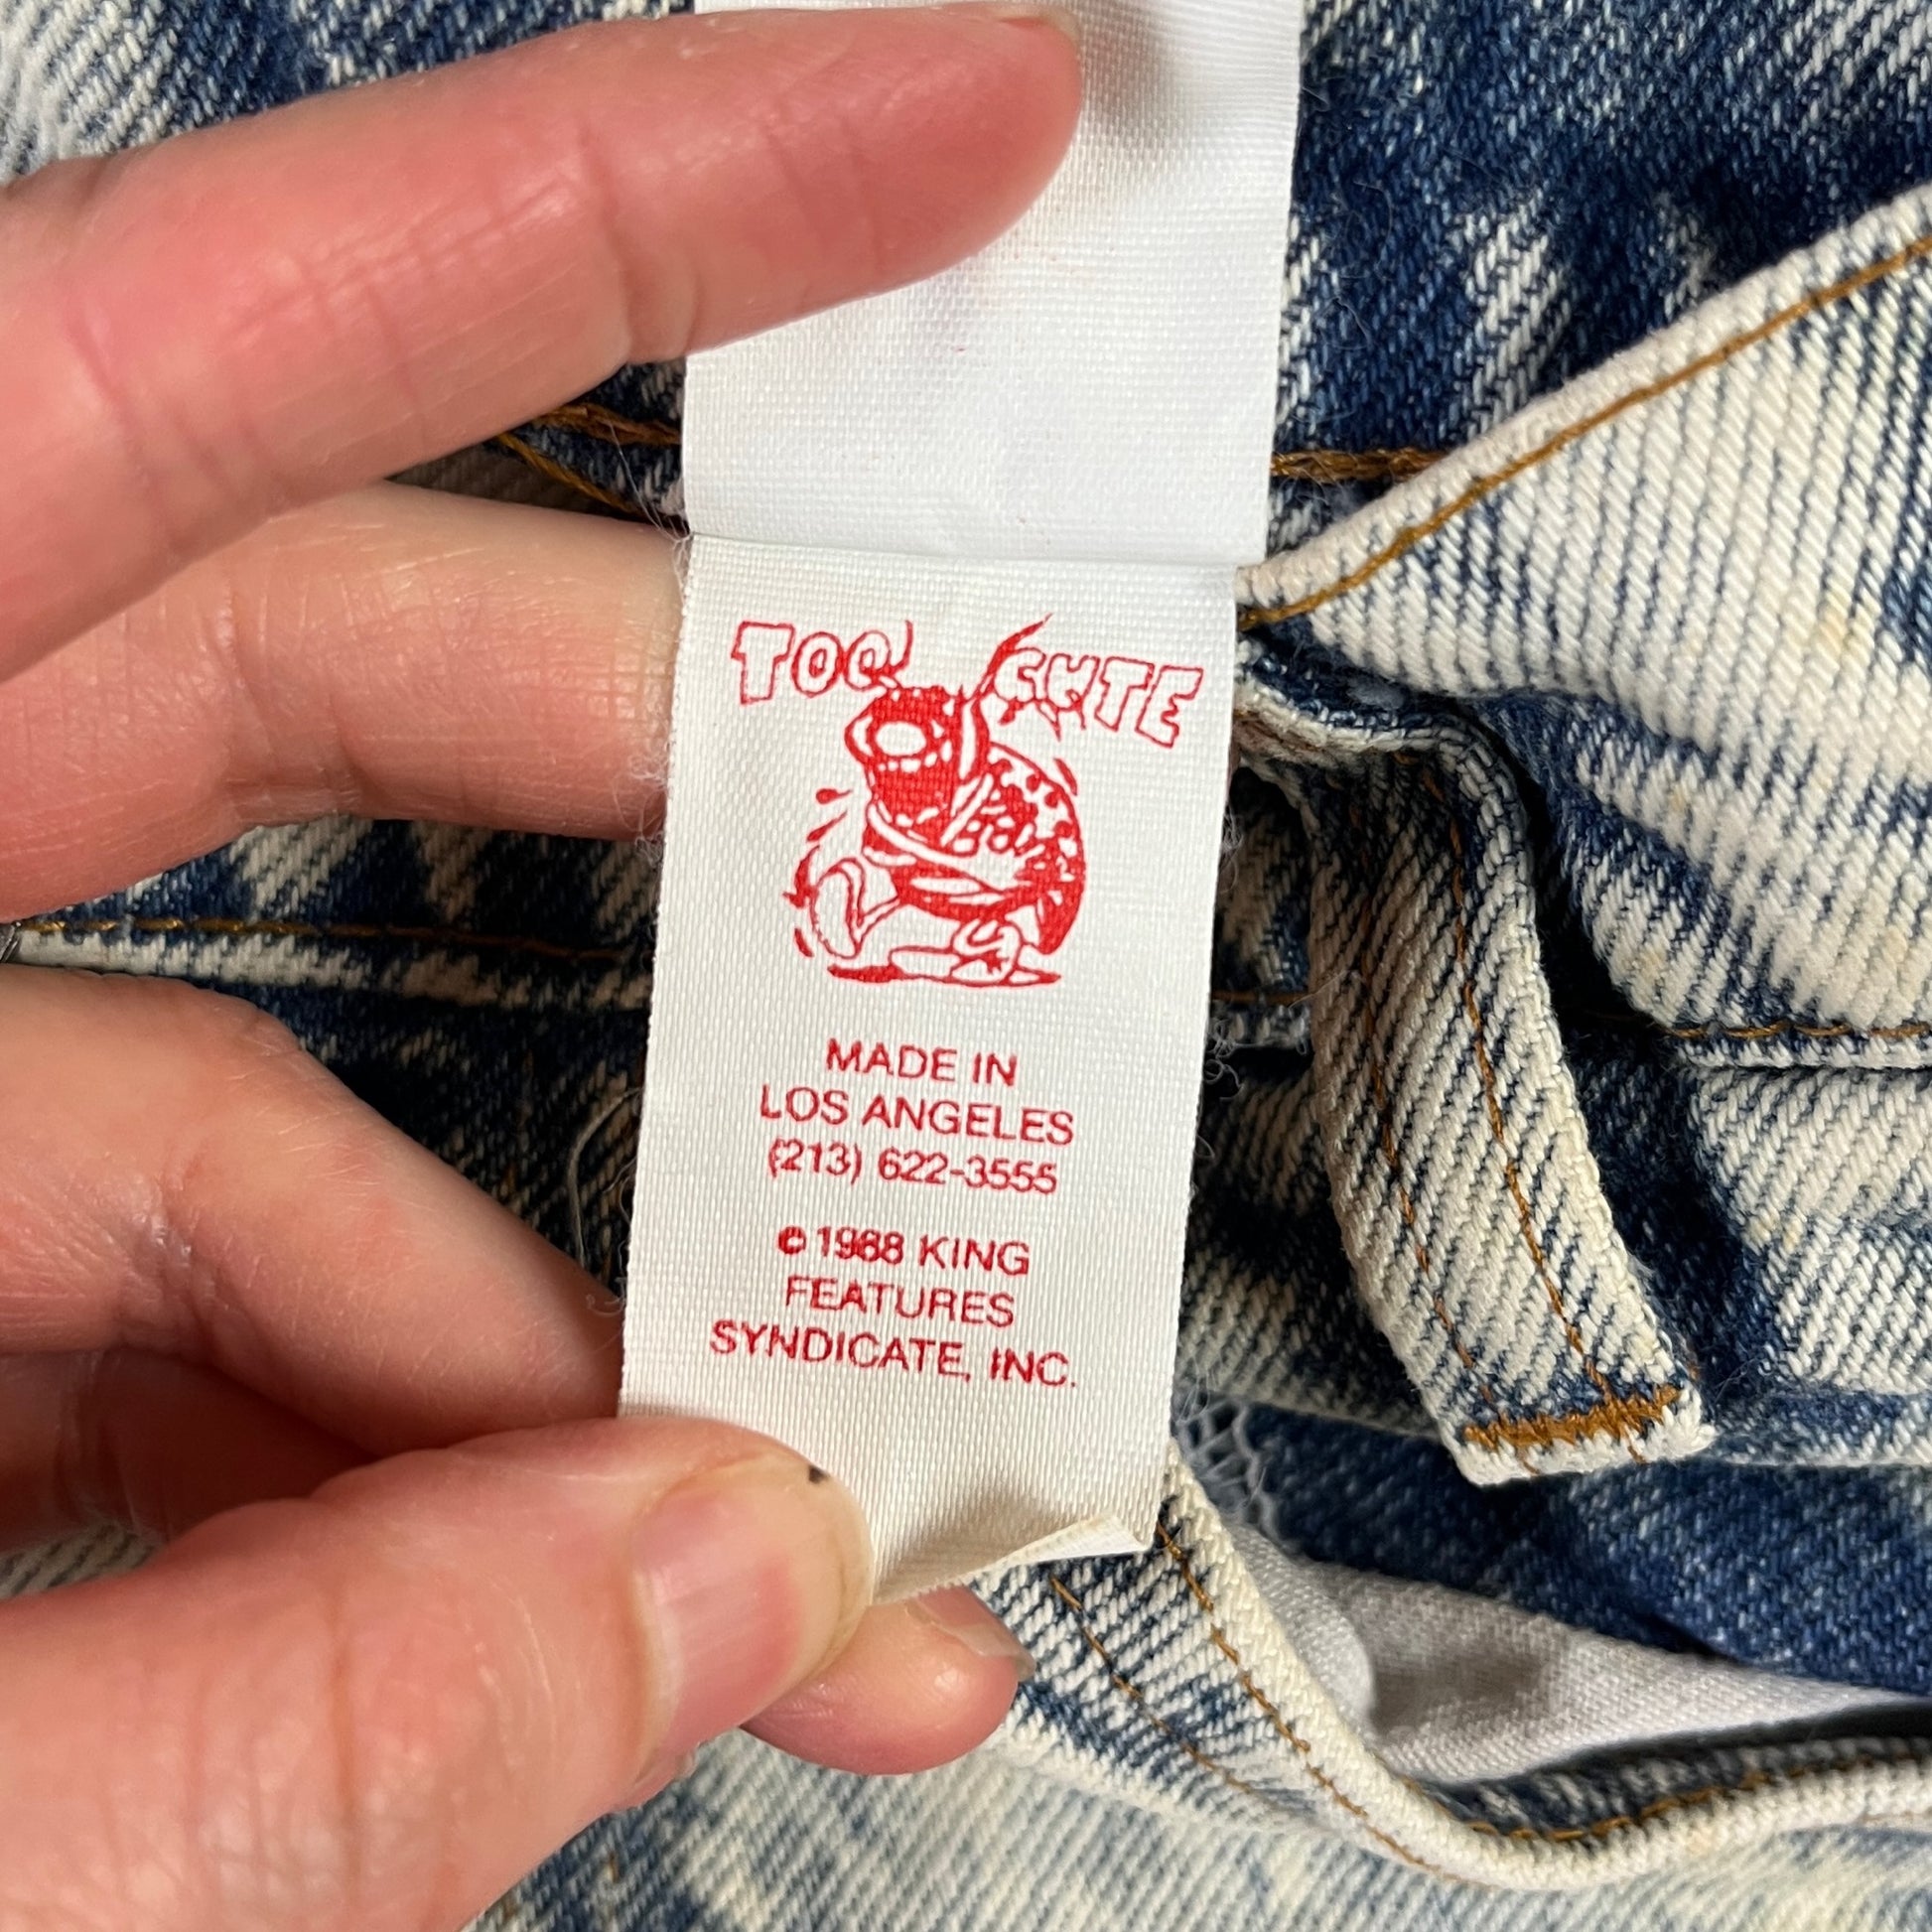 TOO CUTE
MADE IN
LOS ANGELES
(213) 622-3555
© 1988 KING
FEATURES
SYNDICATE, INC.